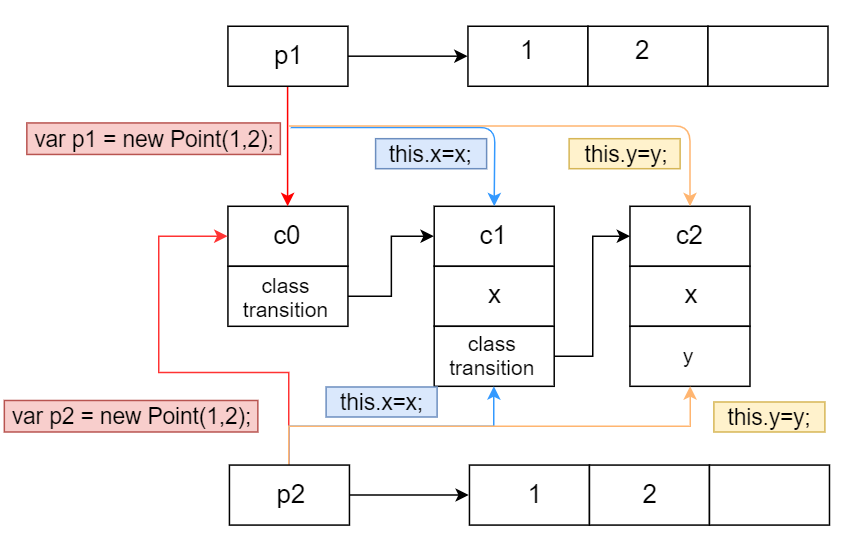 p1
1
2
var p1 = new Point(1,2);
this.x=x;
this.y=y;
c0
class
transition
c1
x
class
transition
c2
x
y
this.x=x;
var p2 = new Point(1,2);
this.y=y;
p2
1
2